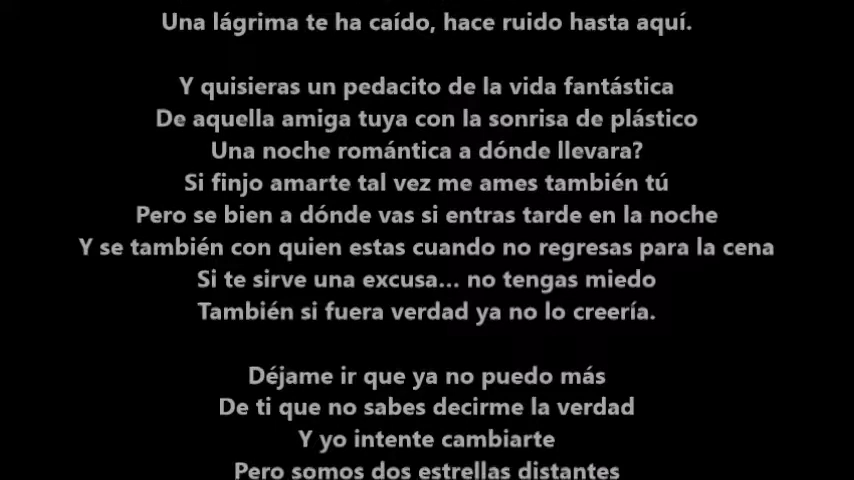 Una lágrima te ha caído, hace ruido hasta aquí.
Y quisieras un pedacito de la vida fantástica
De aquella amiga tuya con la sonrisa de plástico
Una noche romántica a dónde llevara?
Si finjo amarte tal vez me ames también tú
Pero se bien a dónde vas si entras tarde en la noche
Y se también con quien estas cuando no regresas para la cena
Si te sirve una excusa... no tengas miedo
También si fuera verdad ya no lo creería.
Déjame ir que ya no puedo más
De ti que no sabes decirme la verdad
Y yo intente cambiarte
Pero somos dos estrellas distantes